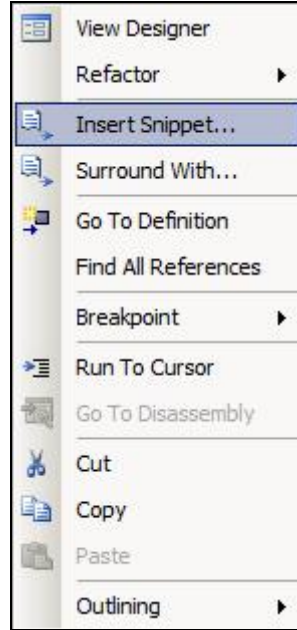 View Designer
Refactor
Insert Snippet...
Surround With...
Go To Definition
Find All References
Breakpoint
Run To Cursor
Go To Disassembly
Cut
Copy
Paste
Outlining